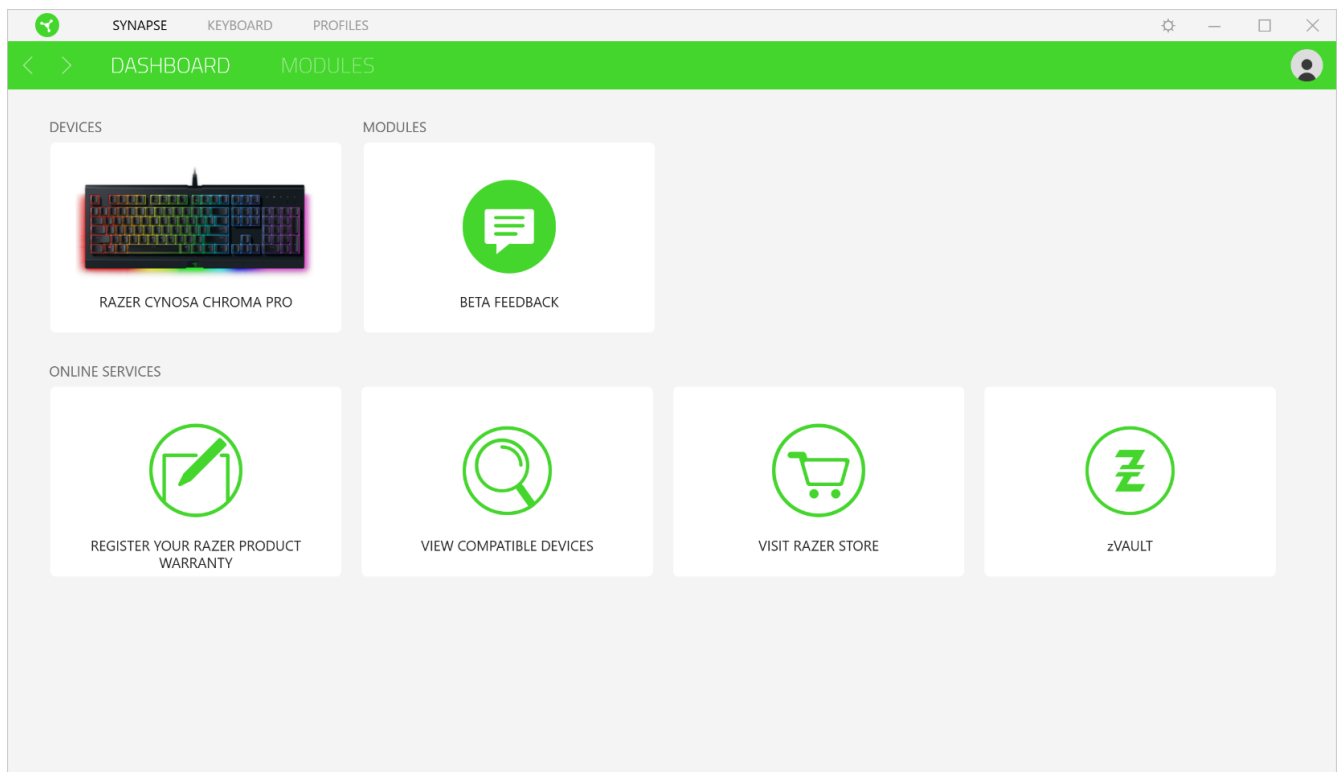 SYNAPSE KEYBOARD PROFILES
DASHBOARD MODULES
DEVICES MODULES
RAZER CYNOSA CHROMA PRO BETA FEEDBACK
ONLINE SERVICES
REGISTER YOUR RAZER PRODUCT
WARRANTY
VIEW COMPATIBLE DEVICES
VISIT RAZER STORE
zVAULT